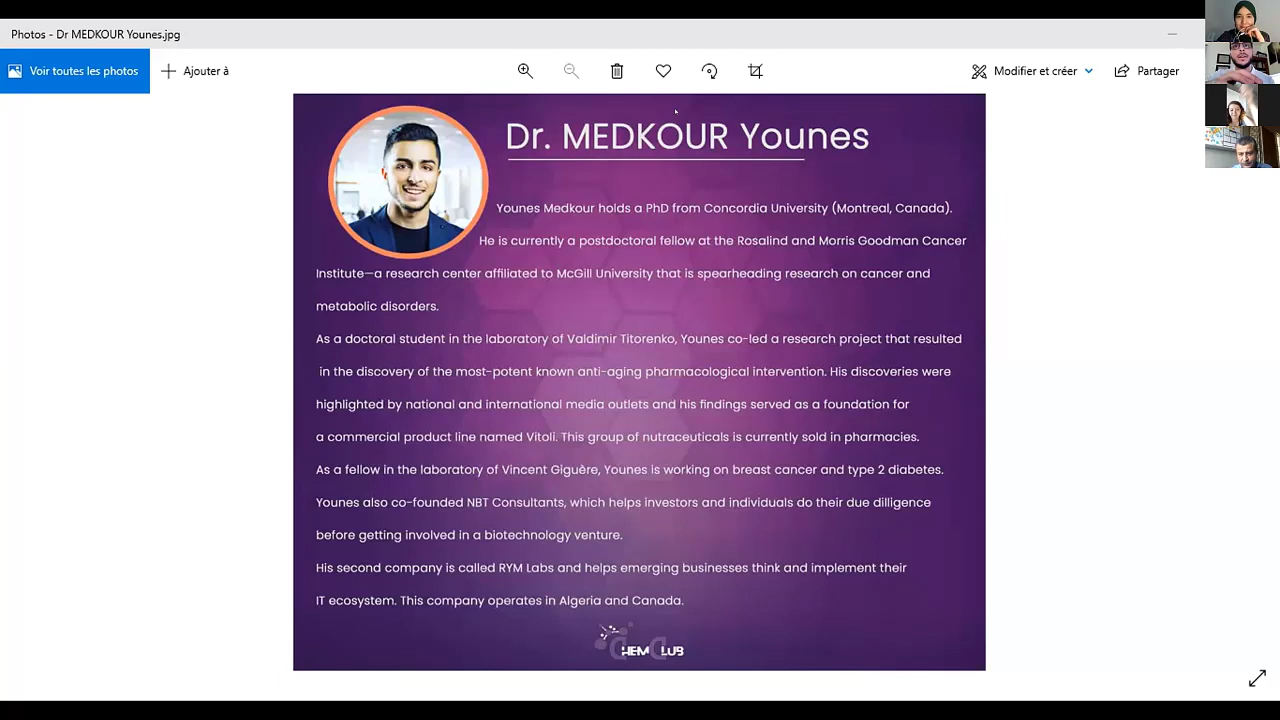 Photos - Dr MEDKOUR Younes.jpg
Voir toutes les photos
Ajouter à
Modifier et créer
Partager
Dr. MEDKOUR Younes
Younes Medkour holds a PhD from Concordia University (Montreal, Canada).
He is currently a postdoctoral fellow at the Rosalind and Morris Goodman Cancer
Institute—a research center affiliated to McGill University that is spearheading research on cancer and
metabolic disorders.
As a doctoral student in the laboratory of Valdimir Titorenko, Younes co-led a research project that resulted
in the discovery of the most-potent known anti-aging pharmacological intervention. His discoveries were
highlighted by national and international media outlets and his findings served as a foundation for
a commercial product line named Vitoli. This group of nutraceuticals is currently sold in pharmacies.
As a fellow in the laboratory of Vincent Giguère, Younes is working on breast cancer and type 2 diabetes.
Younes also co-founded NBT Consultants, which helps investors and individuals do their due dilligence
before getting involved in a biotechnology venture.
His second company is called RYM Labs and helps emerging businesses think and implement their
IT ecosystem. This company operates in Algeria and Canada.
CHEM CLUB